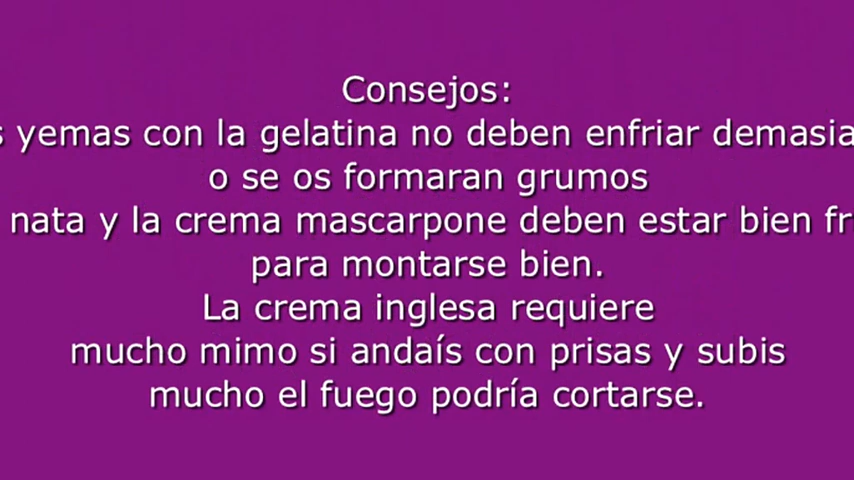 Consejos:
yemas con la gelatina no deben enfriar
o se os formaran grumos
nata y la crema mascarpone deben estar bien
para montarse bien.
La crema inglesa requiere
mucho mimo si andaís con prisas y subis
mucho el fuego podría cortarse.